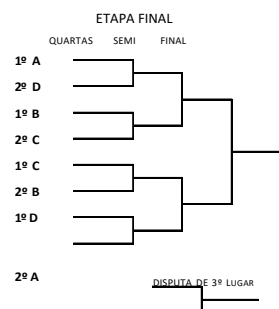 ETAPA FINAL
QUARTAS SEMI FINAL
1º A
2º D
1º B
2º C
1º C
2º B
1º D
2º A
DISPUTA DE 3º LUGAR